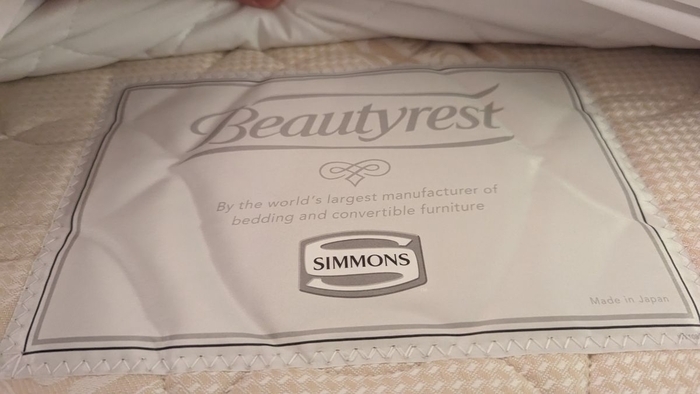 Beautyrest
By the world's largest manufacturer of
bedding and convertible furniture
SIMMONS
Made in Japan